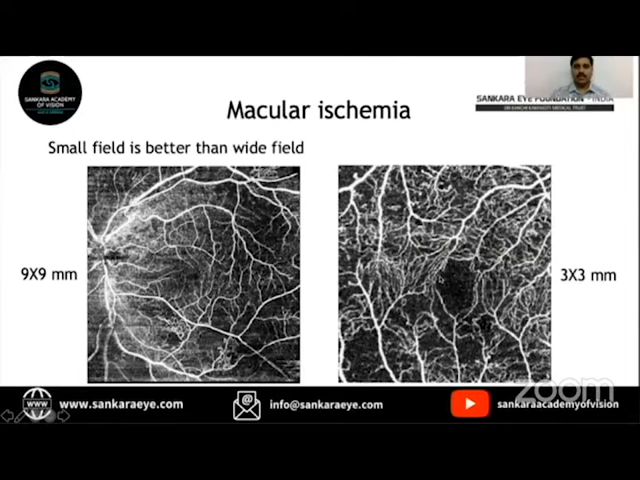 SANKARA ACADEMY
OF VISION
SANKARA EYE FOUNDATION - INDIA
Macular ischemia
Small field is better than wide field
9X9 mm
3X3 mm
zoom
www.sankaraeye.com
info@sankaraeye.com
sankaraacademyofvision
WWW